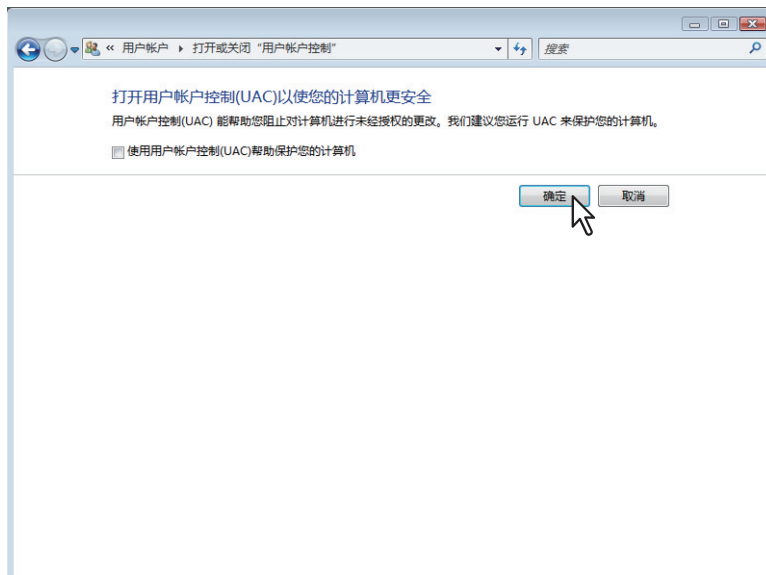 « 用户帐户 ▸ 打开或关闭“用户帐户控制”
搜索
打开用户帐户控制(UAC)以使您的计算机更安全
用户帐户控制(UAC) 能帮助您阻止对计算机进行未经授权的更改。我们建议您运行 UAC 来保护您的计算机。
使用用户帐户控制(UAC)帮助保护您的计算机
确定 取消